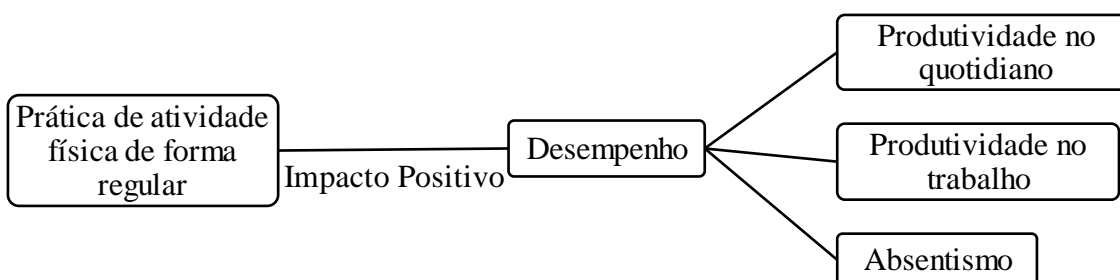 Prática de atividade
física de forma
regular
Impacto Positivo
Desempenho
Produtividade no
quotidiano
Produtividade no
trabalho
Absentismo